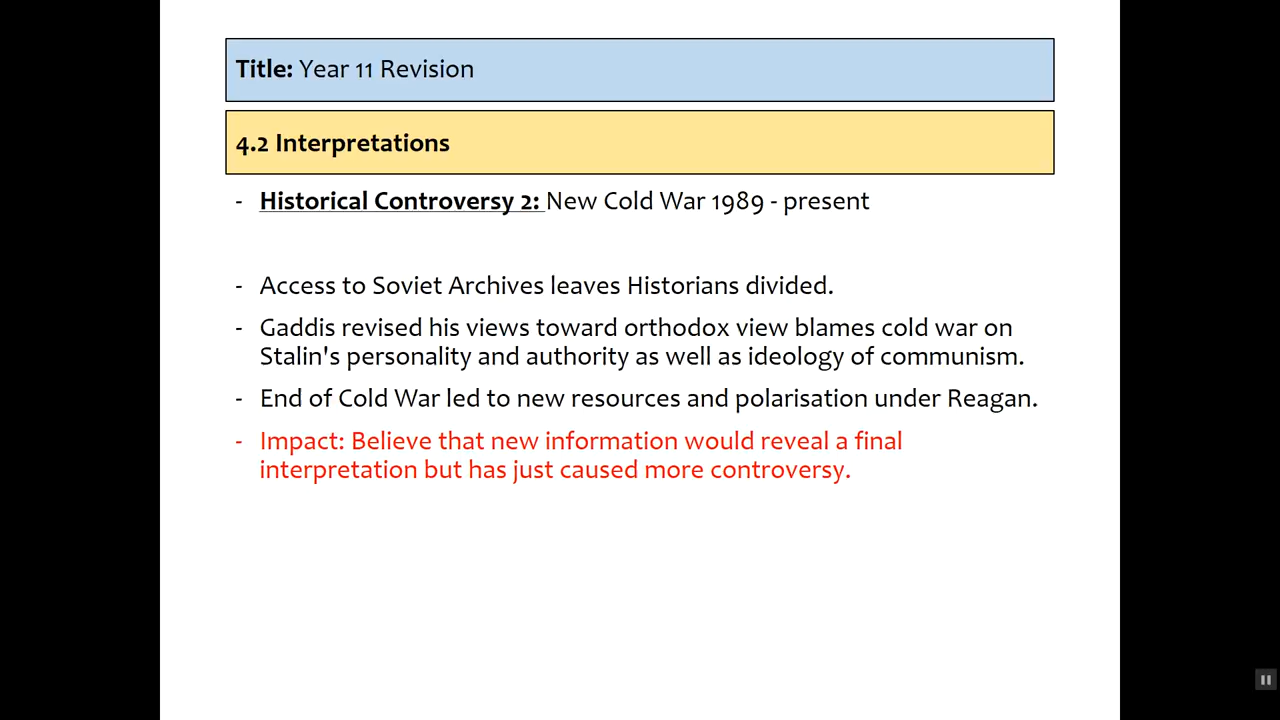 Title: Year 11 Revision
4.2 Interpretations
- Historical Controversy 2: New Cold War 1989 - present
- Access to Soviet Archives leaves Historians divided.
- Gaddis revised his views toward orthodox view blames cold war on
Stalin's personality and authority as well as ideology of communism.
- End of Cold War led to new resources and polarisation under Reagan.
- Impact: Believe that new information would reveal a final
interpretation but has just caused more controversy.